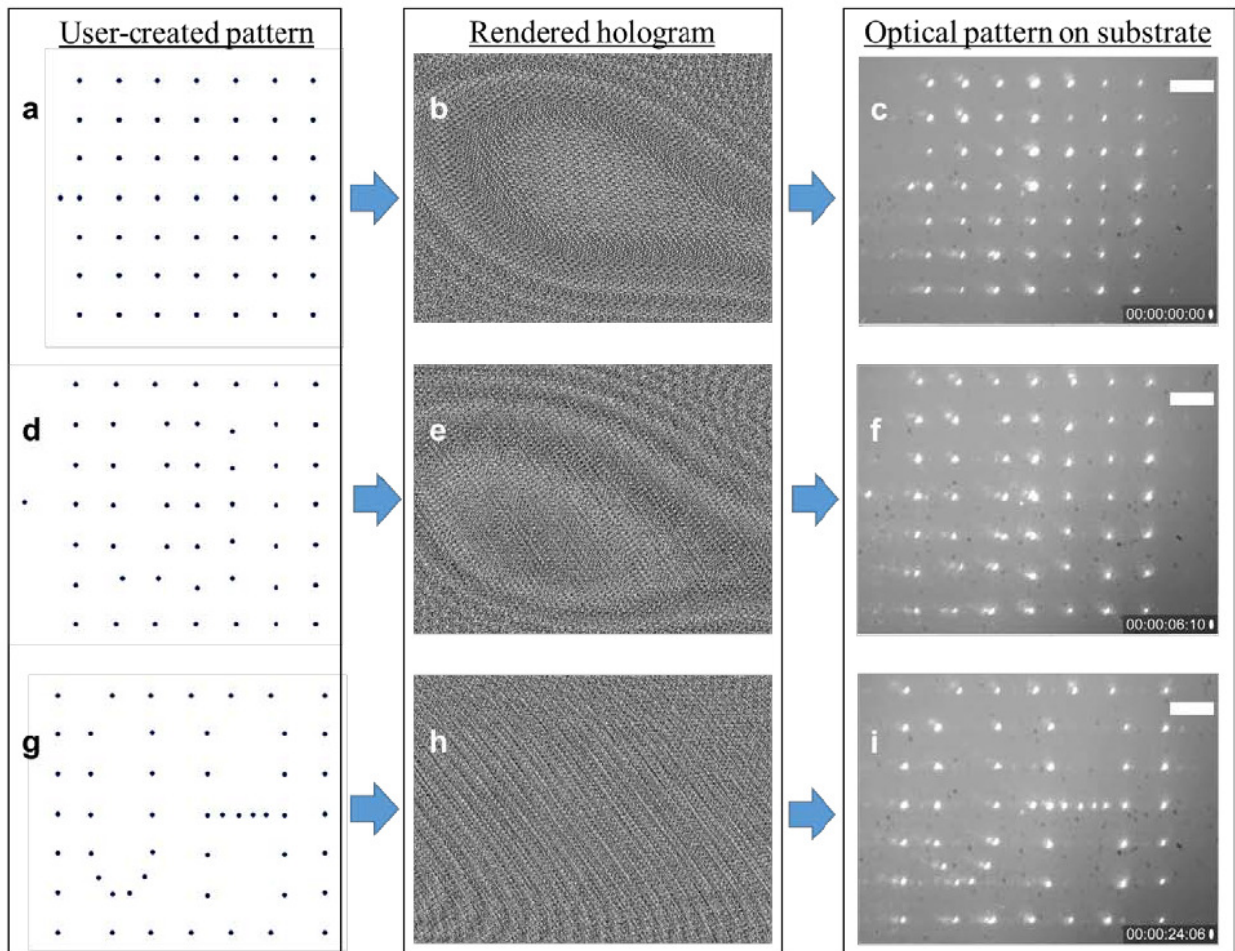 User-created pattern
Rendered hologram
Optical pattern on substrate
a
b
c
00:00:00:00
d
e
f
00:00:06:10
g
h
i
00:00:24:06